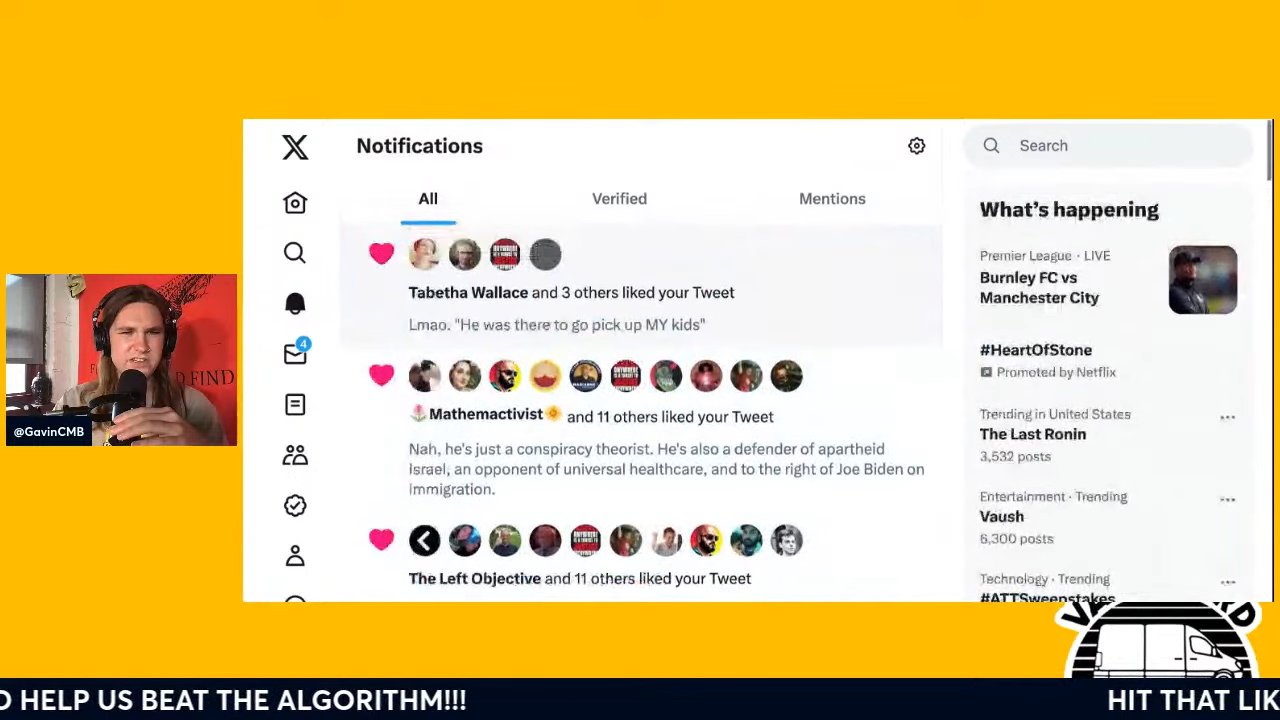 Notifications
All
Verified
Mentions
Tabetha Wallace and 3 others liked your Tweet
Lmao. "He was there to go pick up MY kids"
4
Mathemactivist and 11 others liked your Tweet
Nah, he's just a conspiracy theorist. He's also a defender of apartheid
Israel, an opponent of universal healthcare, and to the right of Joe Biden on
Immigration.
The Left Objective and 11 others liked your Tweet
Search
What's happening
Premier League · LIVE
Burnley FC vs
Manchester City
#HeartOfStone
Promoted by Netflix
Trending in United States
The Last Ronin
3,532 posts
Entertainment · Trending
Vaush
6,300 posts
Technology · Trending
#ATTSweepstakes
D FIND
@GavinCMB
O HELP US BEAT THE ALGORITHM!!!
HIT THAT LIK